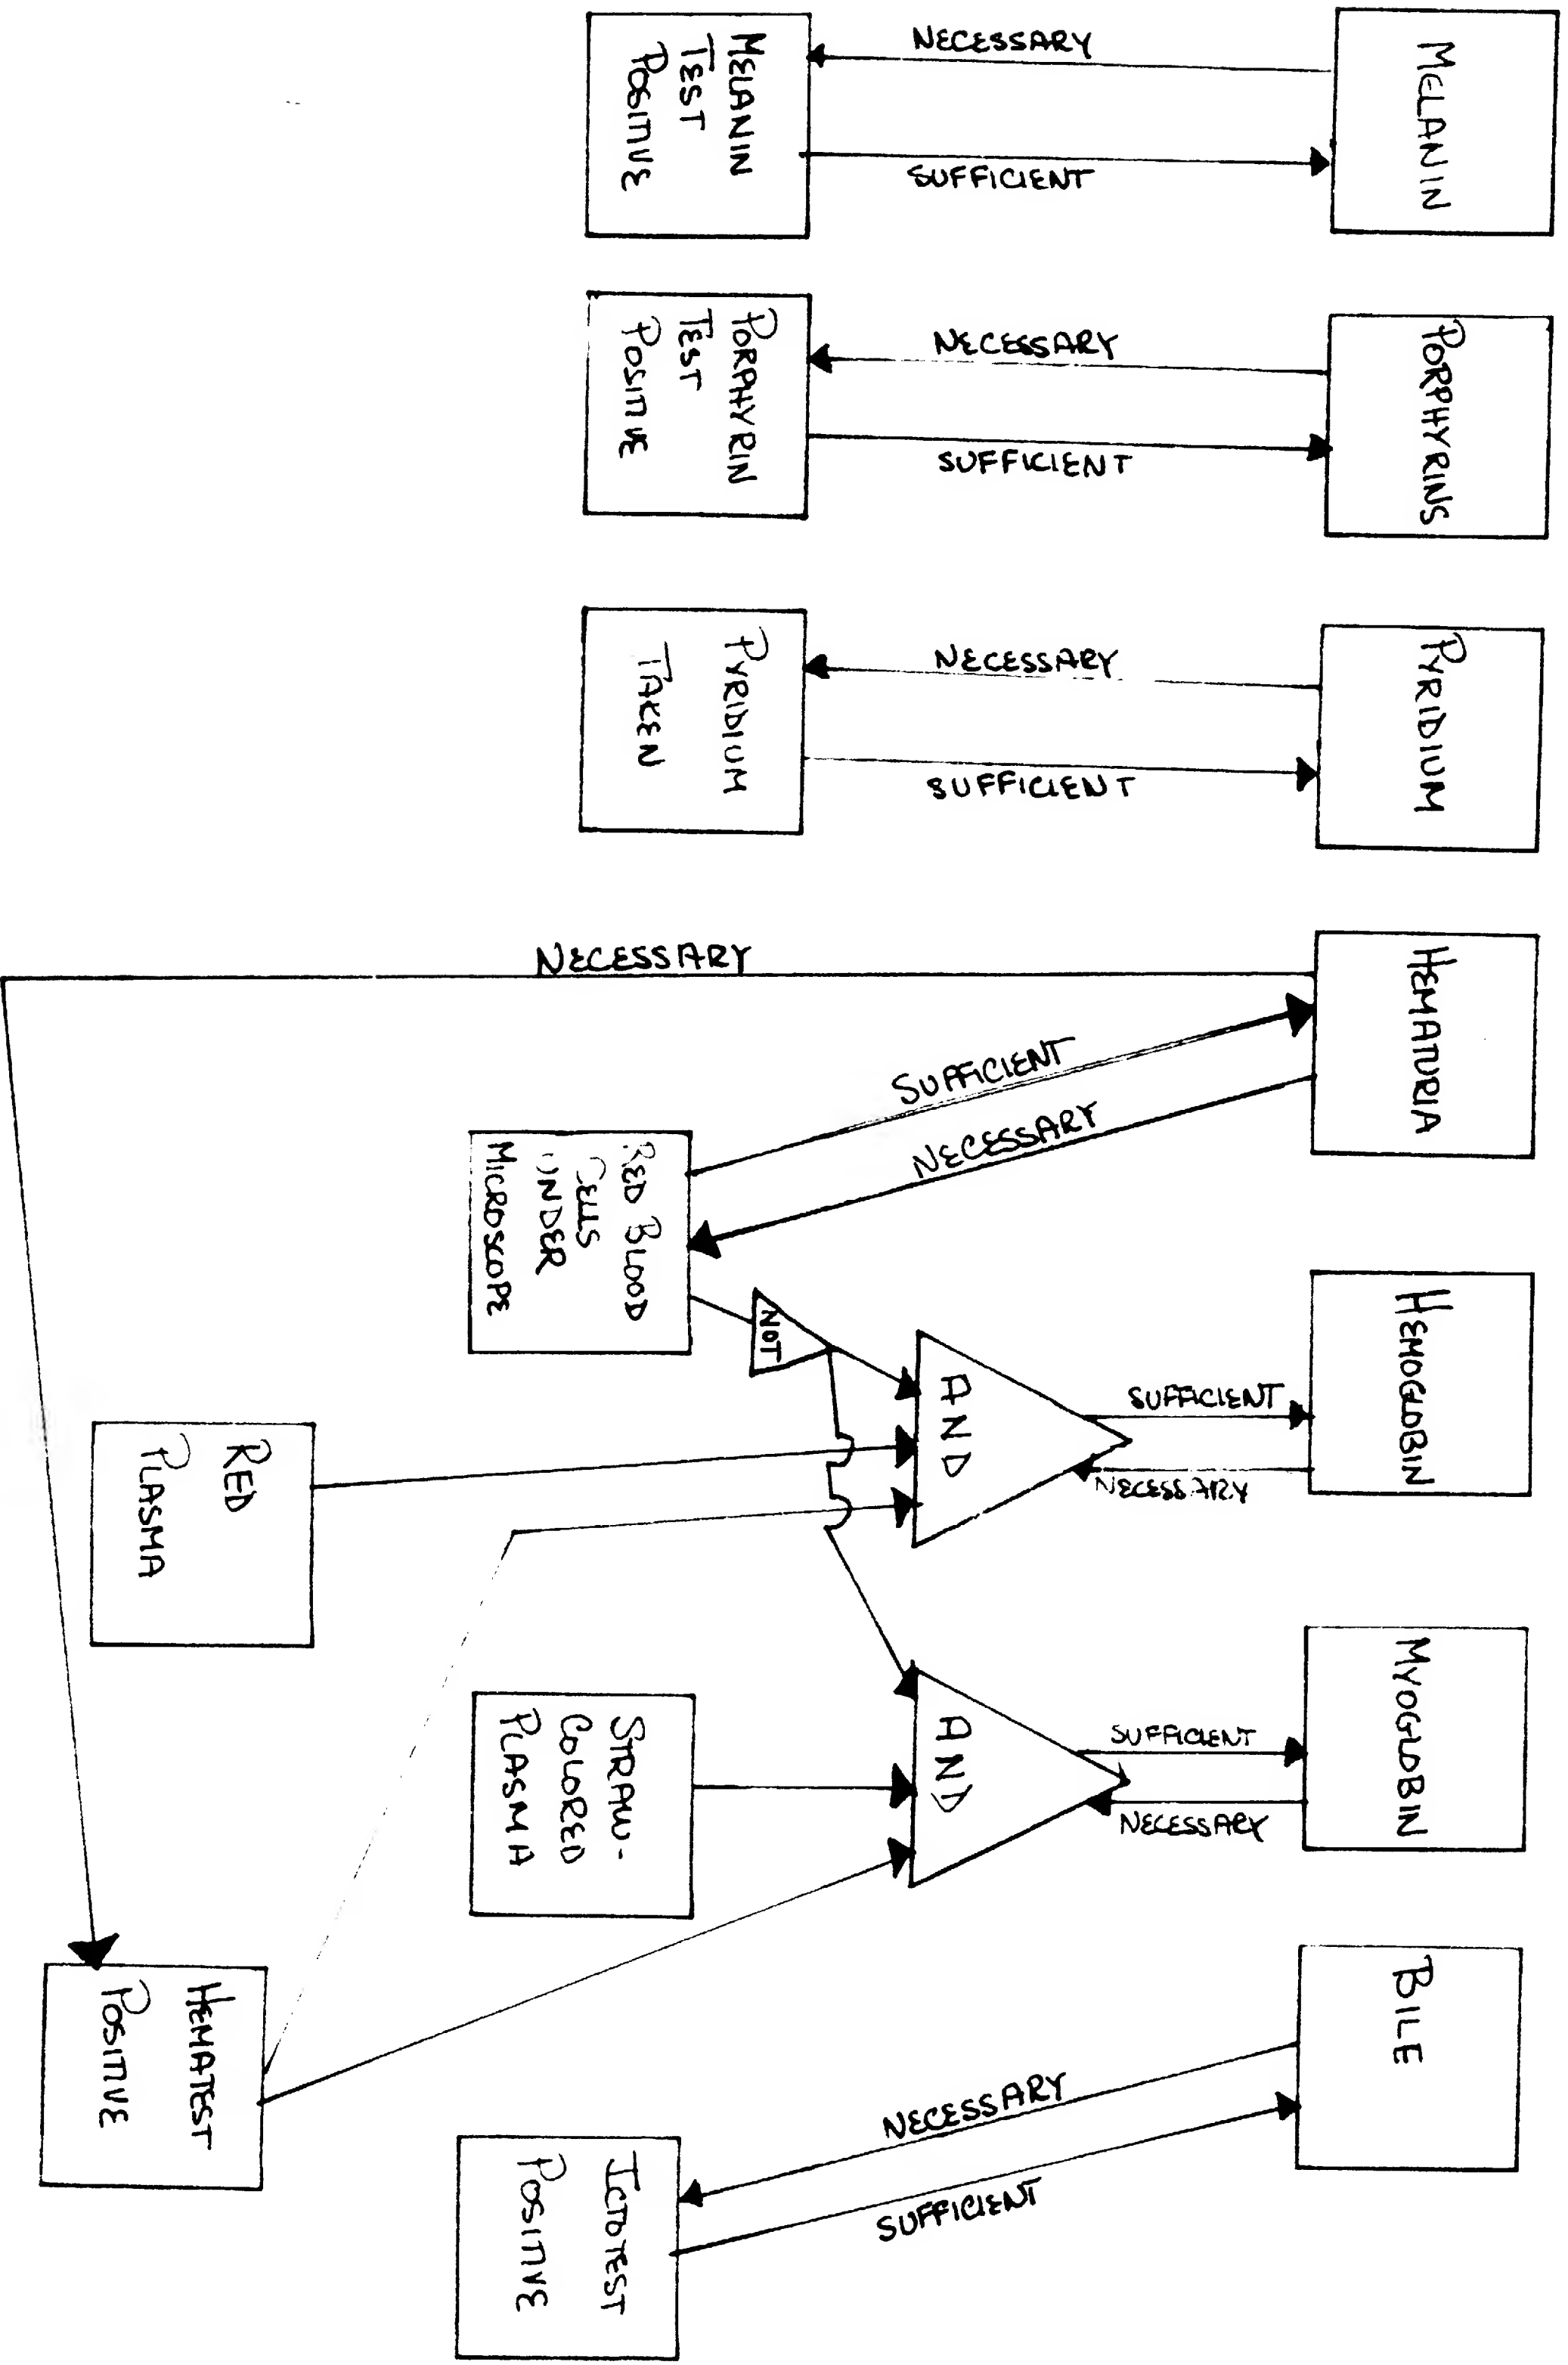 MELANIN
PORPHYRINS
PYRIDIUM
HEMATURIA
HEMOGLOBIN
MYOGLOBIN
BILE
NECESSARY
SUFFICIENT
NECESSARY
SUFFICIENT
NECESSARY
SUFFICIENT
NECESSARY
SUFFICIENT
NECESSARY
SUFFICIENT
NECESSARY
SUFFICIENT
NECESSARY
NECESSARY
SUFFICIENT
AND
AND
NOT
MELANIN
TEST
POSITIVE
PORPHYRIN
TEST
POSITIVE
PYRIDIUM
TAKEN
RED BLOOD
CELLS
UNDER
MICROSCOPE
STRAW-
COLORED
PLASMA
ICTOTEST
POSITIVE
RED
PLASMA
HEMATEST
POSITIVE